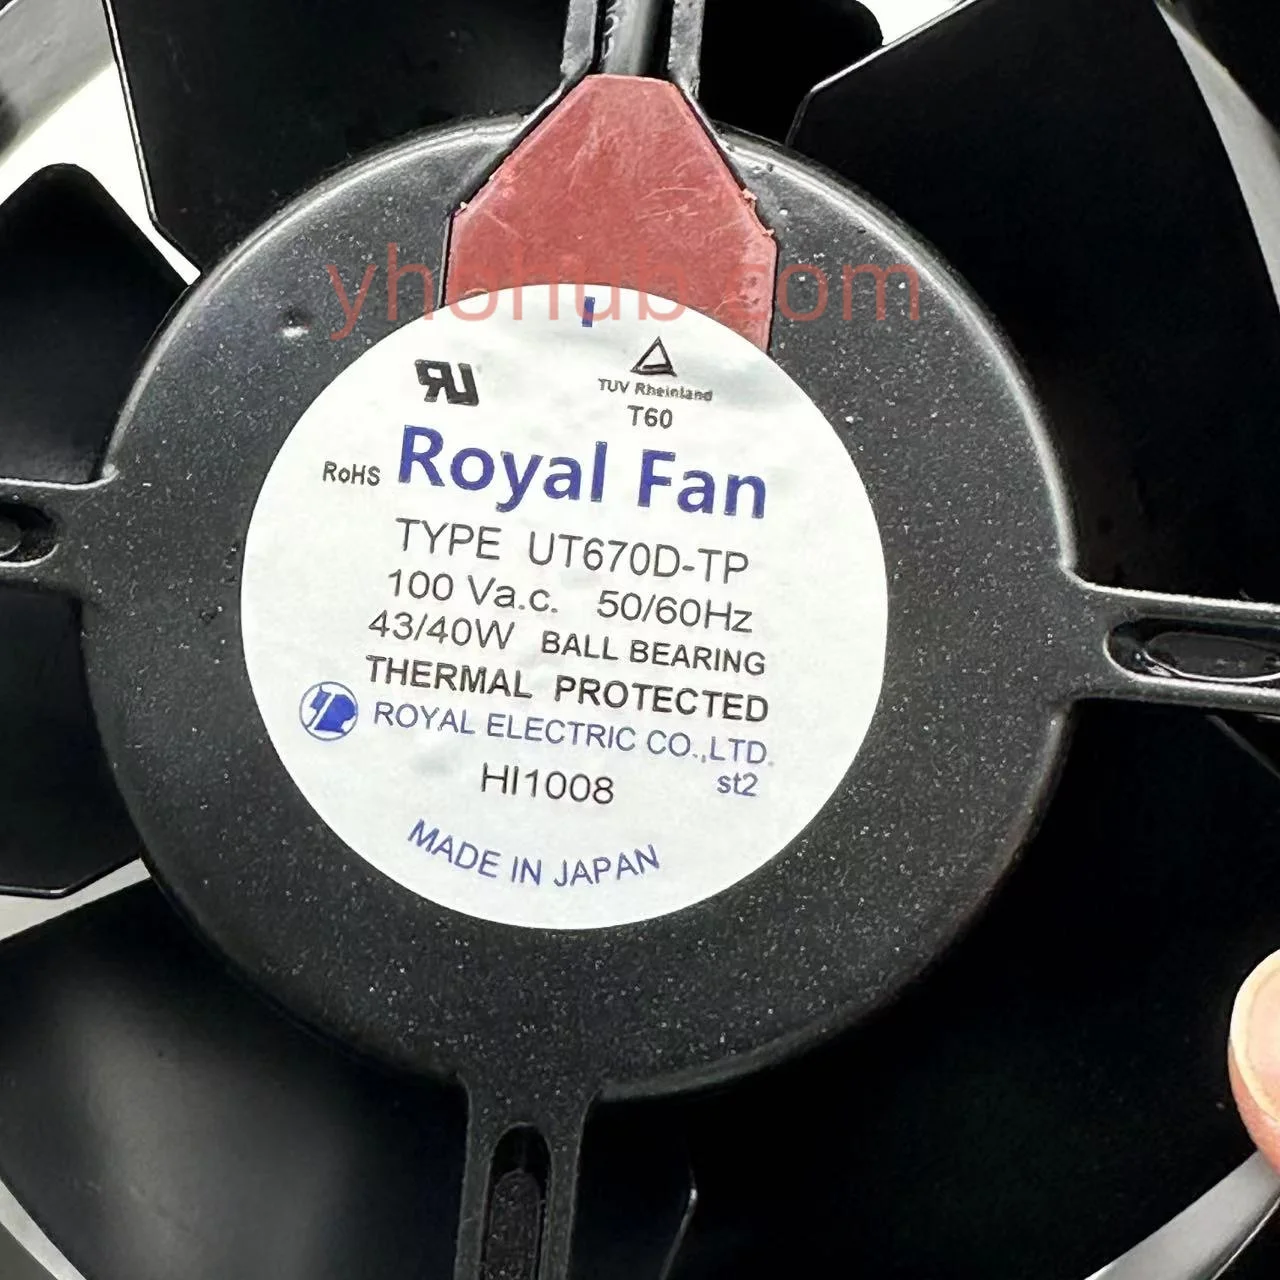 yhohub.com
I
RU
TUV Rheinland
T60
RoHS Royal Fan
TYPE UT670D-TP
100 Va.c. 50/60Hz
43/40W BALL BEARING
THERMAL PROTECTED
ROYAL ELECTRIC CO.,LTD.
st2
HI1008
MADE IN JAPAN